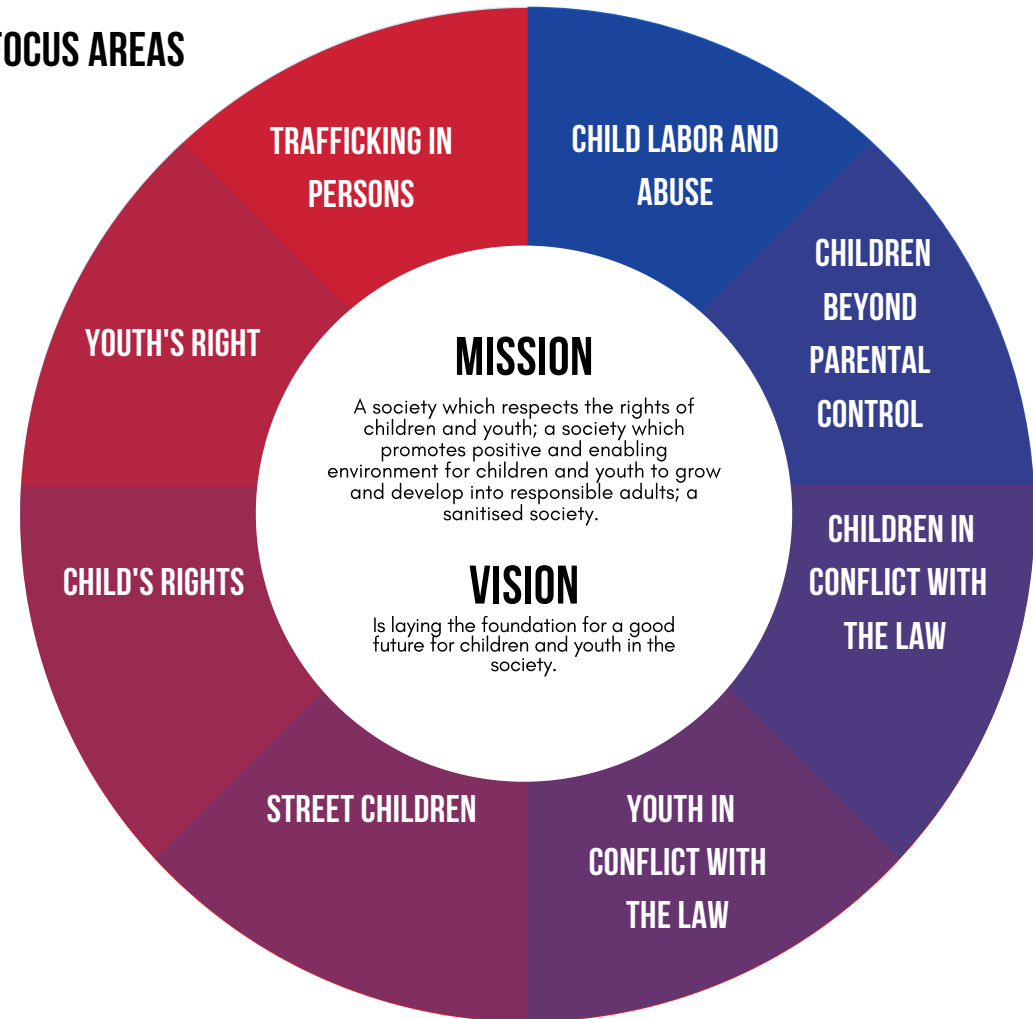 FOCUS AREAS
TRAFFICKING IN
PERSONS
CHILD LABOR AND
ABUSE
CHILDREN
BEYOND
PARENTAL
CONTROL
CHILDREN IN
CONFLICT WITH
THE LAW
YOUTH IN
CONFLICT WITH
THE LAW
STREET CHILDREN
CHILD'S RIGHTS
YOUTH'S RIGHT
MISSION
A society which respects the rights of
children and youth; a society which
promotes positive and enabling
environment for children and youth to grow
and develop into responsible adults; a
sanitised society.
VISION
Is laying the foundation for a good
future for children and youth in the
society.